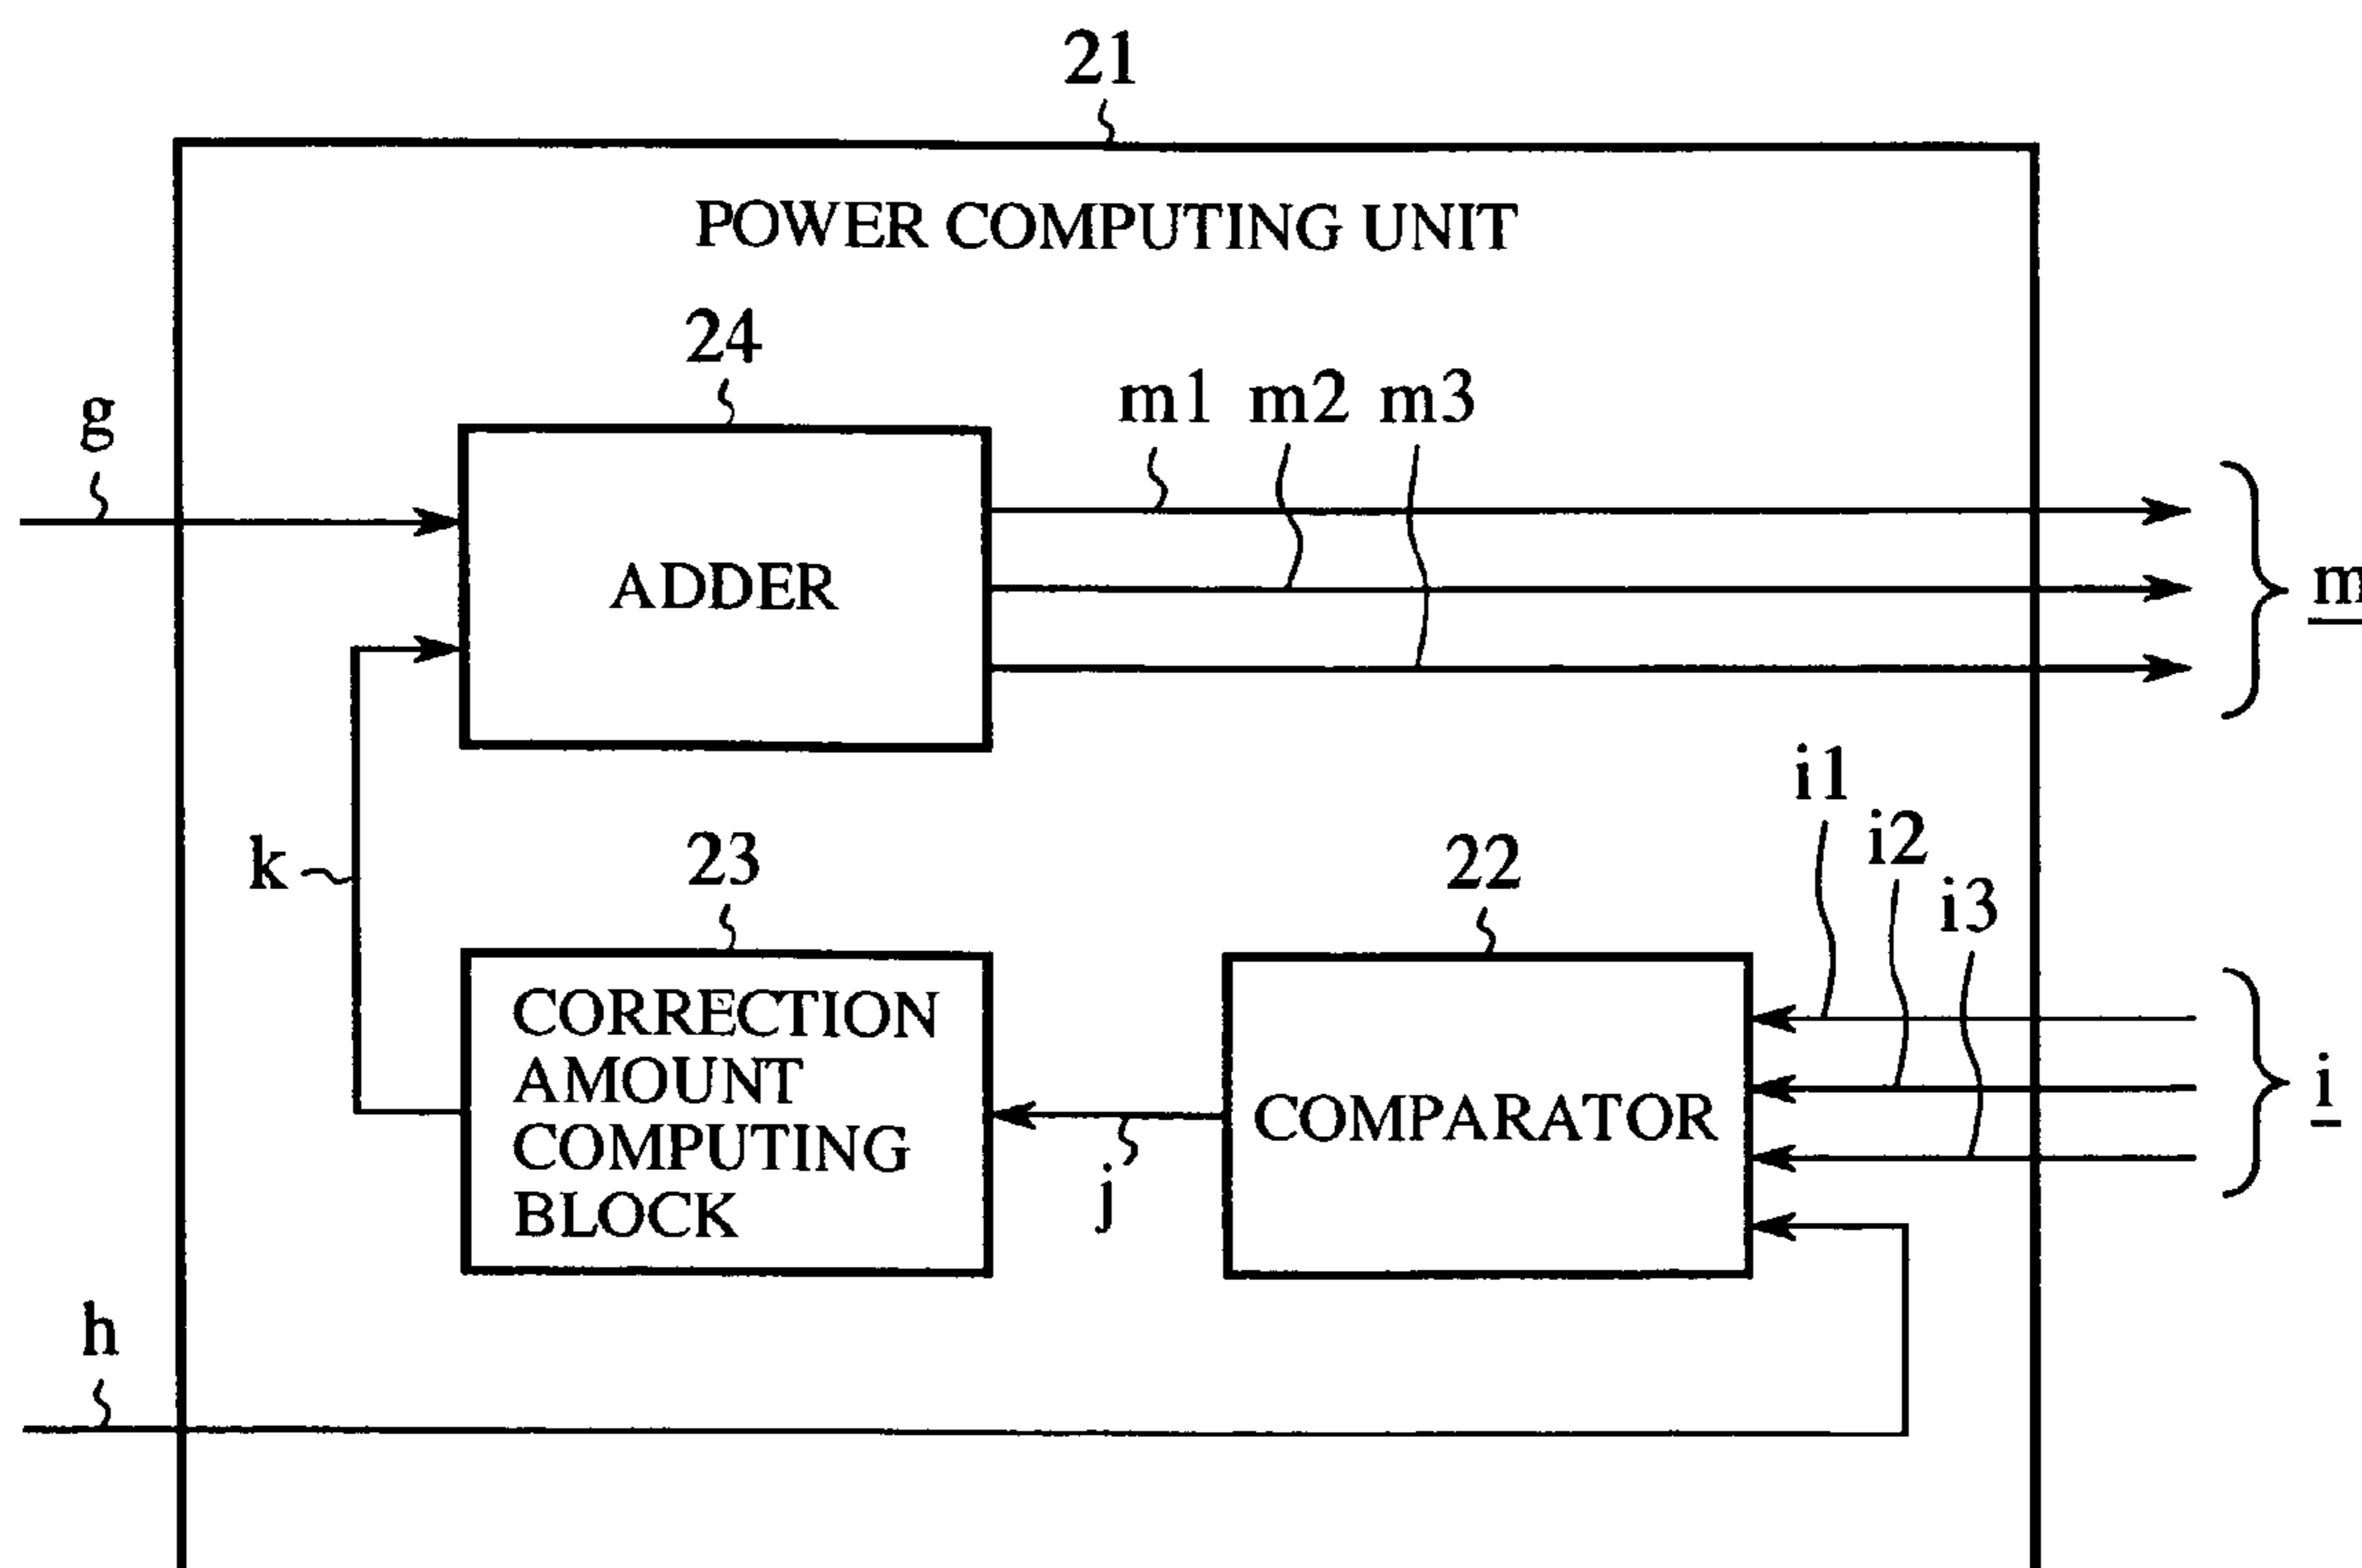 21
POWER COMPUTING UNIT
24
g
m1 m2 m3
ADDER
m
i1
i2
i3
k
23
22
CORRECTION
AMOUNT
COMPUTING
BLOCK
j
COMPARATOR
i
h